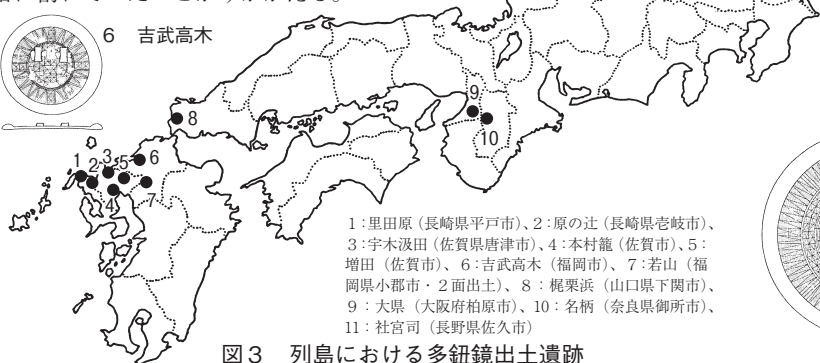 6 吉武高木
8
9
10
1
2
3
5
6
4
7
1：里田原（長崎県平戸市）、2：原の辻（長崎県壱岐市）、
3：宇木汲田（佐賀県唐津市）、4：本村籠（佐賀市）、5：
増田（佐賀市）、6：吉武高木（福岡市）、7：若山（福
岡県小郡市・2面出土）、8：梶栗浜（山口県下関市）、
9：大県（大阪府柏原市）、10：名柄（奈良県御所市）、
11：社宮司（長野県佐久市）
図3 列島における多鈕鏡出土遺跡